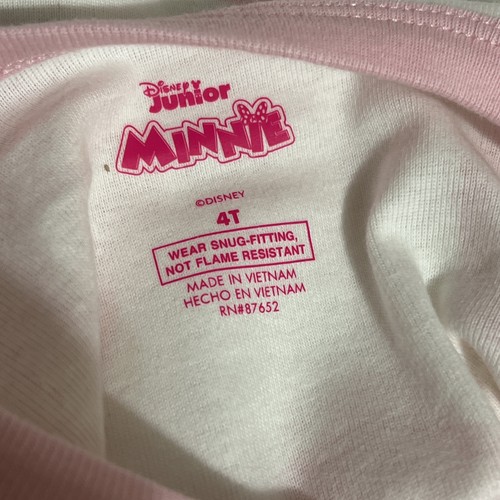 Disney
Junior
MINNIE
©DISNEY
4T
WEAR SNUG-FITTING,
NOT FLAME RESISTANT
MADE IN VIETNAM
HECHO EN VIETNAM
RN#87652